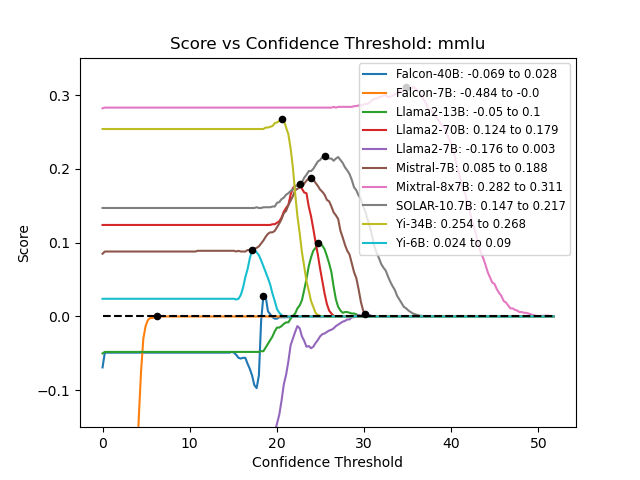 Score vs Confidence Threshold: mmlu
Falcon-40B: -0.069 to 0.028
Falcon-7B: -0.484 to -0.0
Llama2-13B: -0.05 to 0.1
Llama2-70B: 0.124 to 0.179
Llama2-7B: -0.176 to 0.003
Mistral-7B: 0.085 to 0.188
Mixtral-8x7B: 0.282 to 0.311
SOLAR-10.7B: 0.147 to 0.217
Yi-34B: 0.254 to 0.268
Yi-6B: 0.024 to 0.09
Score
0.3
0.2
0.1
0.0
−0.1
0 10 20 30 40 50
Confidence Threshold